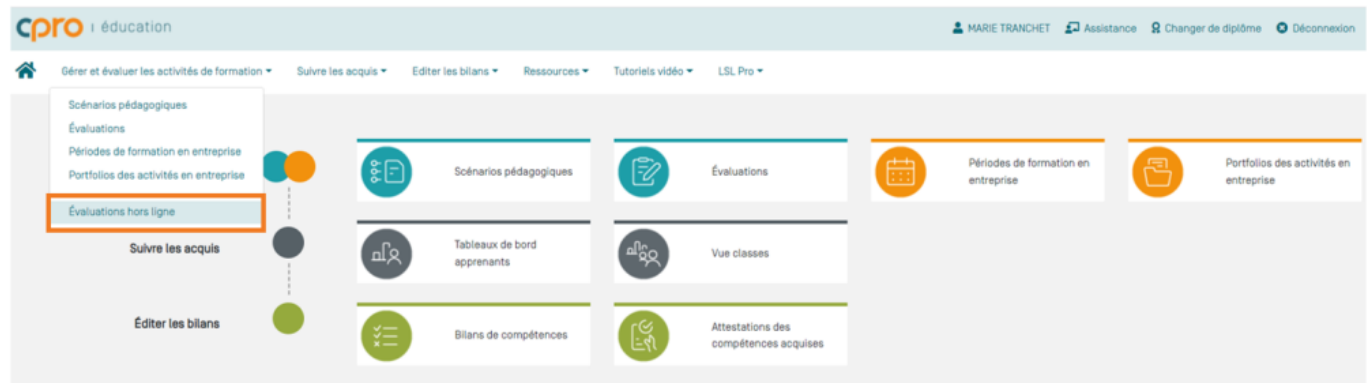 cpro | éducation
MARIE TRANCHET Assistance Changer de diplôme Déconnexion
Gérer et évaluer les activités de formation Suivre les acquis Editer les bilans Ressources Tutoriels vidéo LSL Pro
Scénarios pédagogiques
Évaluations
Périodes de formation en entreprise
Portfolios des activités en entreprise
Évaluations hors ligne
Scénarios pédagogiques
Évaluations
Périodes de formation en
entreprise
Portfolios des activités en
entreprise
Suivre les acquis
Tableaux de bord
apprenants
Vue classes
Éditer les bilans
Bilans de compétences
Attestations des
compétences acquises